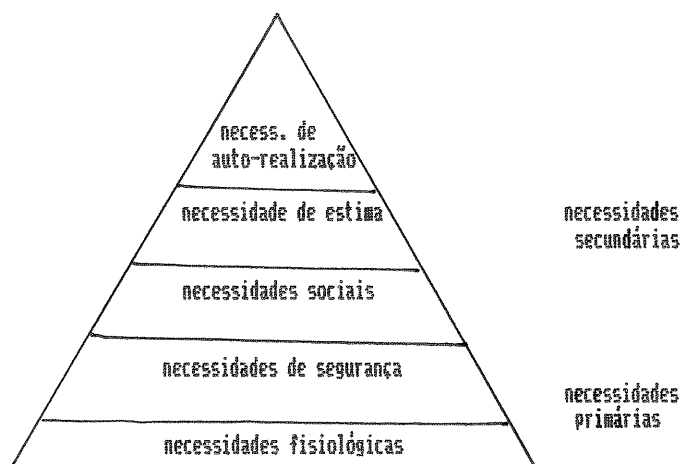 necess. de
auto-realização
necessidade de estima
necessidades
secundárias
necessidades sociais
necessidades de segurança
necessidades
primárias
necessidades fisiológicas